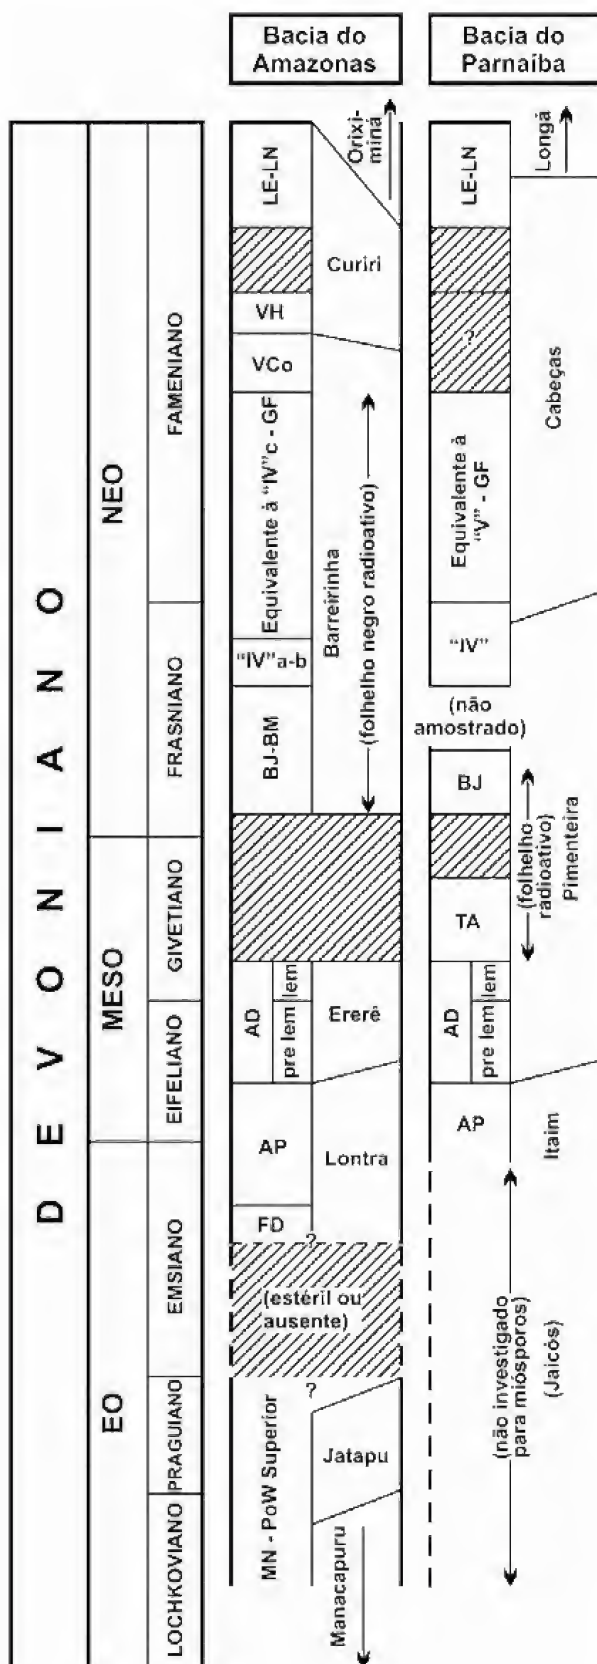 Bacia do
Amazonas
Bacia do
Parnaíba
DEVONIANO
NEO
MESO
EO
FAMENIANO
FRASNIANO
GIVETIANO
EIFELIANO
EMSIANO
PRAGUIANO
LOCHKOVIANO
LE-LN
VH
VCo
Equivalente à "IV"c - GF
"IV"a-b
BJ-BM
AD
pre lem
lem
AP
FD
?
(estéril ou
ausente)
?
MN - PoW Superior
Orixi-
miná
Curiri
Barreirinha
(folhelho negro radioativo)
Ererê
Lontra
Jatapu
Manacapuru
LE-LN
?
Equivalente à
"V" - GF
"IV"
(não
amostrado)
BJ
TA
AD
pre lem
lem
AP
Longá
Cabeças
(folhelho
radioativo)
Pimenteira
Itaim
(não investigado
para miósporos)
(Jaicós)